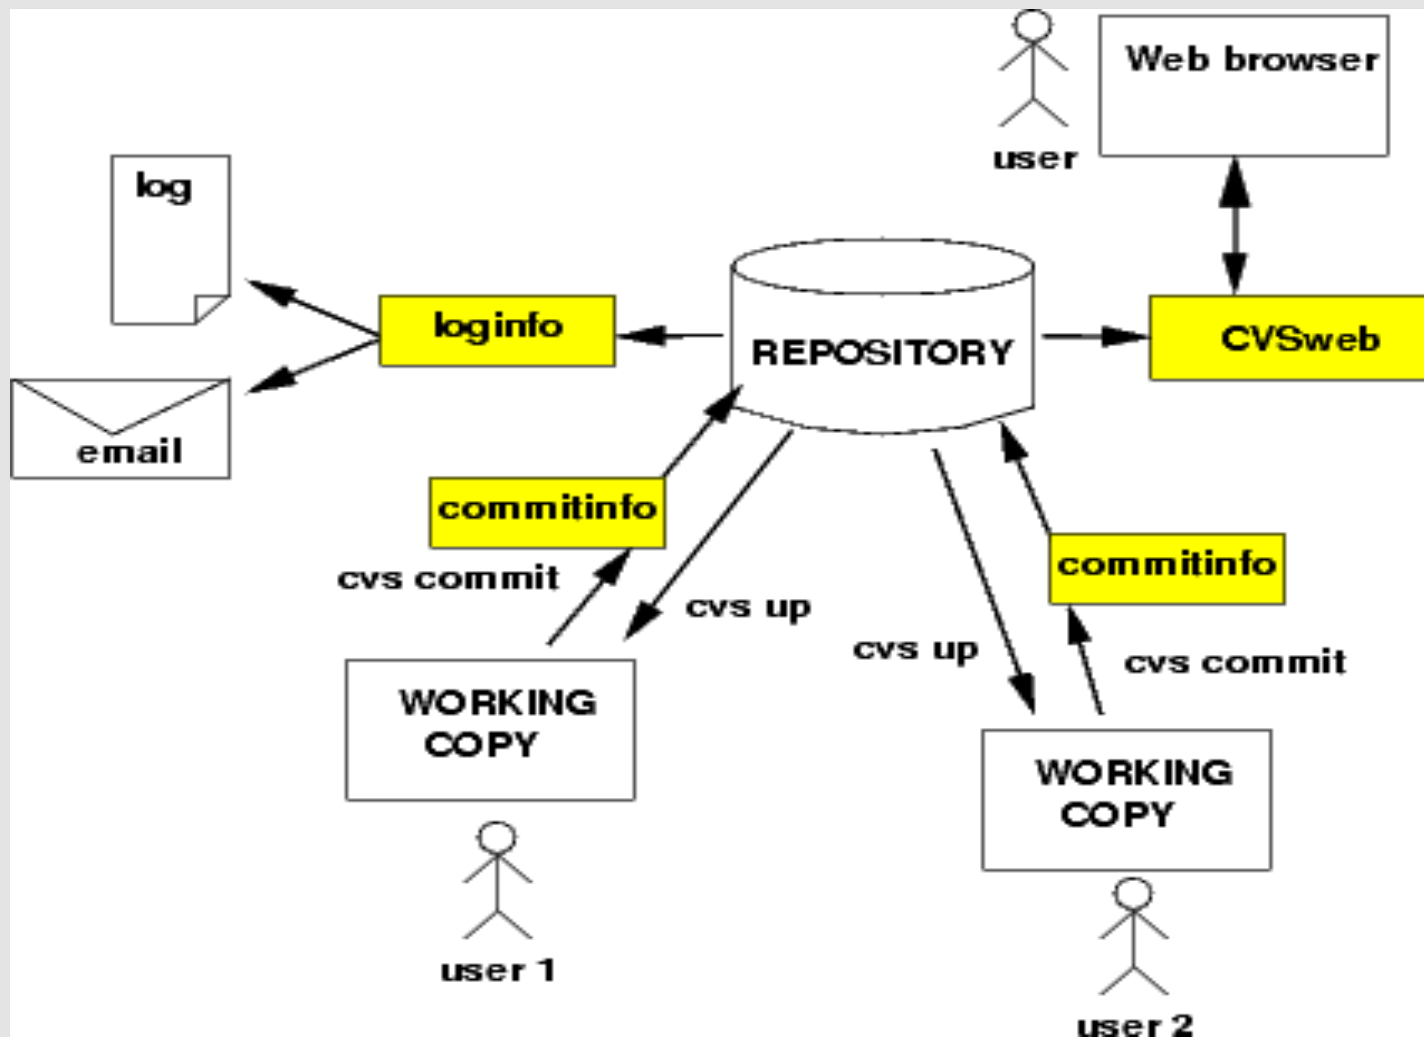 Web browser
user
log
loginfo
REPOSITORY
CVSweb
email
commitinfo
cvs commit
cvs up
commitinfo
cvs up
cvs commit
WORKING
COPY
WORKING
COPY
user 1
user 2